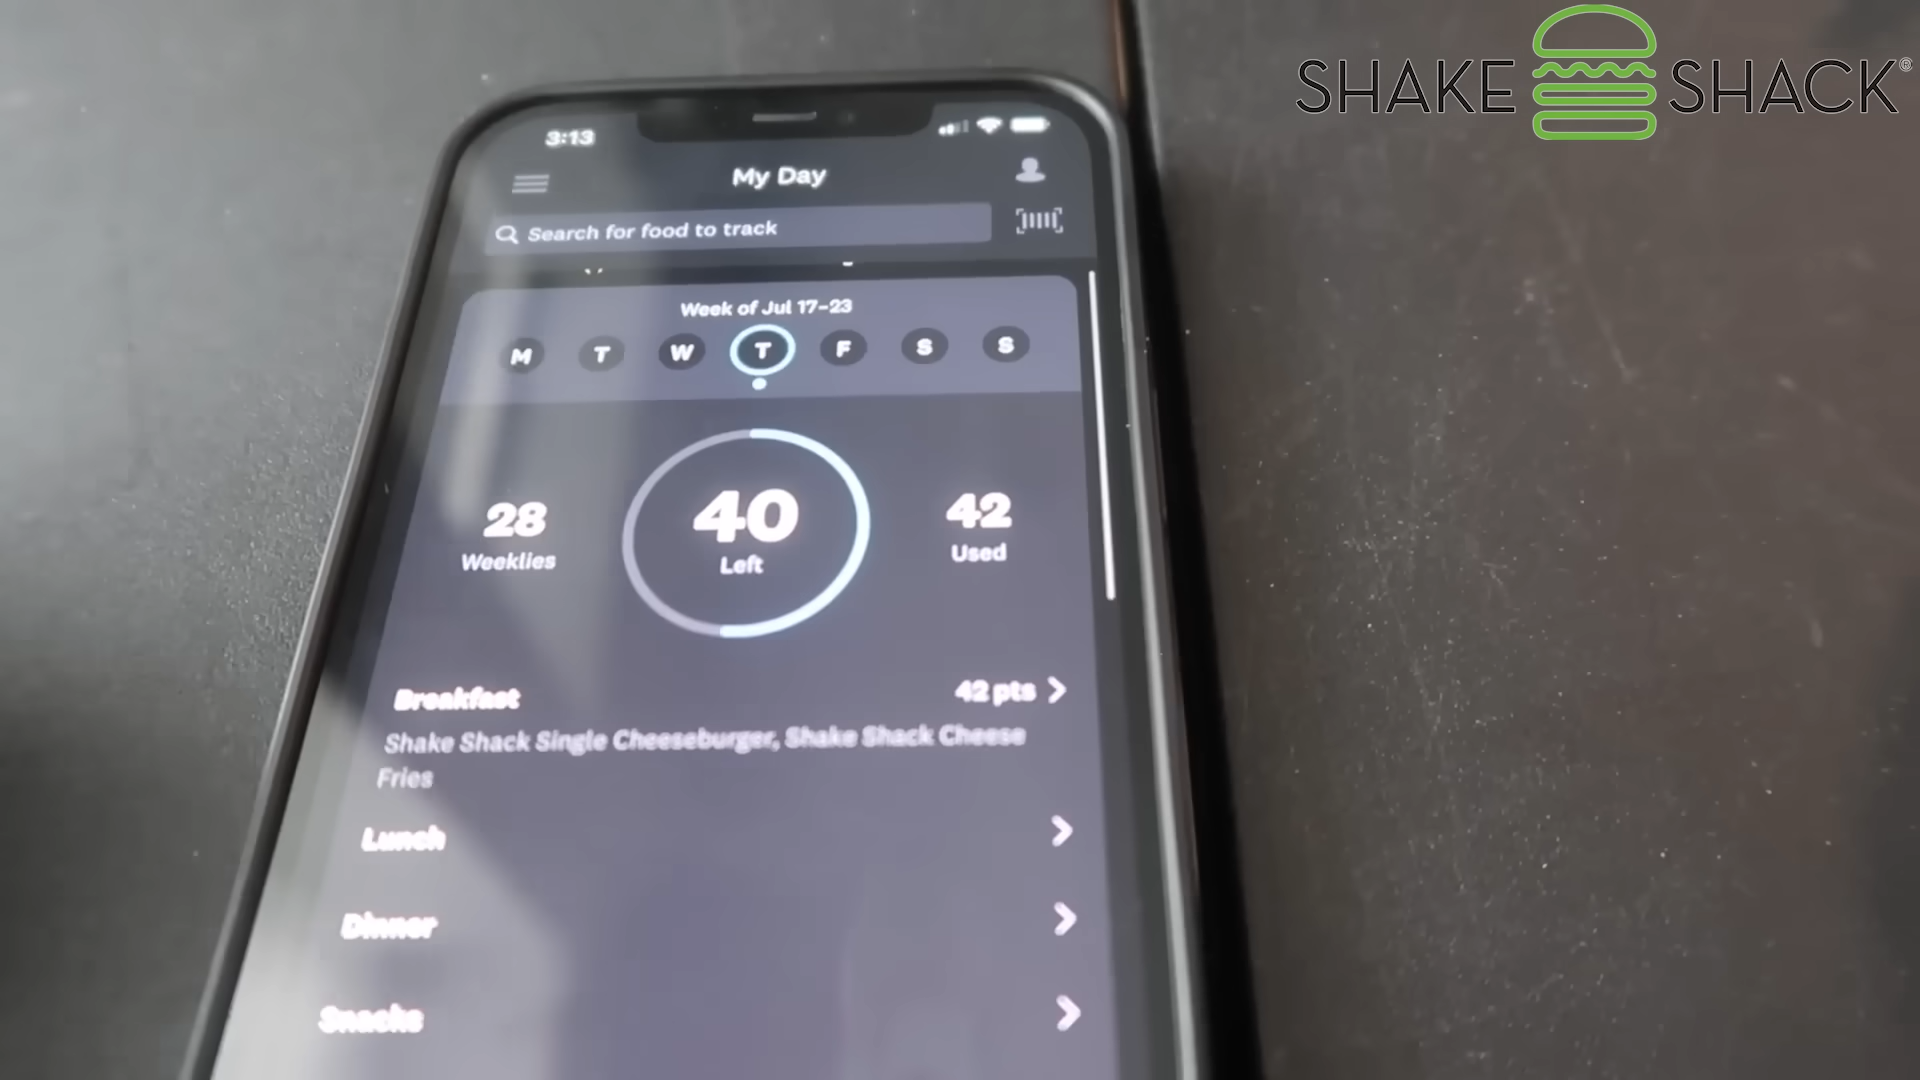 SHAKE SHACK®
3:13
My Day
Search for food to track
Week of Jul 17-23
M T W T F S S
28 40 42
Weeklies Left Used
Breakfast 42 pts
Shake Shack Single Cheeseburger, Shake Shack Cheese
Fries
Lunch
Dinner
Snacks